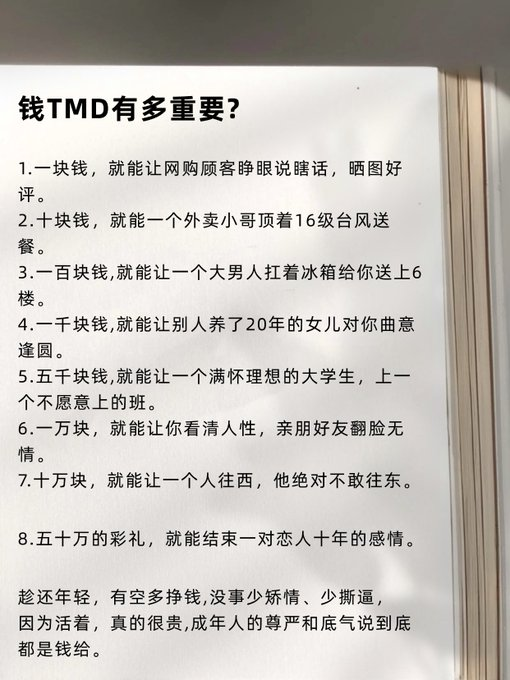 钱TMD有多重要?
1.一块钱，就能让网购顾客睁眼说瞎话，晒图好
评。
2.十块钱，就能一个外卖小哥顶着16级台风送
餐。
3.一百块钱,就能让一个大男人扛着冰箱给你送上6
楼。
4.一千块钱,就能让别人养了20年的女儿对你曲意
逢圆。
5.五千块钱,就能让一个满怀理想的大学生，上一
个不愿意上的班。
6.一万块，就能让你看清人性，亲朋好友翻脸无
情。
7.十万块，就能让一个人往西，他绝对不敢往东。
8.五十万的彩礼，就能结束一对恋人十年的感情。
趁还年轻，有空多挣钱,没事少矫情、少撕逼，
因为活着，真的很贵,成年人的尊严和底气说到底
都是钱给。